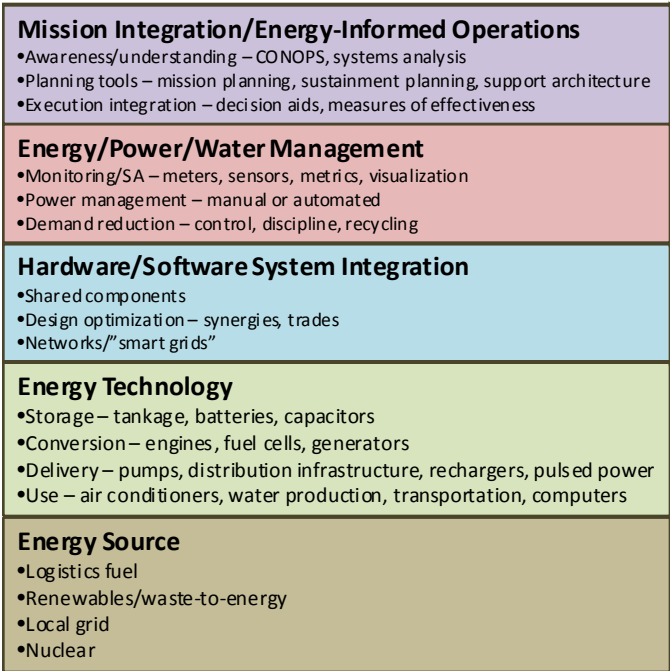 Mission Integration/Energy-Informed Operations
•Awareness/understanding – CONOPS, systems analysis
•Planning tools – mission planning, sustainment planning, support architecture
•Execution integration – decision aids, measures of effectiveness
Energy/Power/Water Management
•Monitoring/SA – meters, sensors, metrics, visualization
•Power management – manual or automated
•Demand reduction – control, discipline, recycling
Hardware/Software System Integration
•Shared components
•Design optimization – synergies, trades
•Networks/”smart grids”
Energy Technology
•Storage – tankage, batteries, capacitors
•Conversion – engines, fuel cells, generators
•Delivery – pumps, distribution infrastructure, rechargers, pulsed power
•Use – air conditioners, water production, transportation, computers
Energy Source
•Logistics fuel
•Renewables/waste-to-energy
•Local grid
•Nuclear